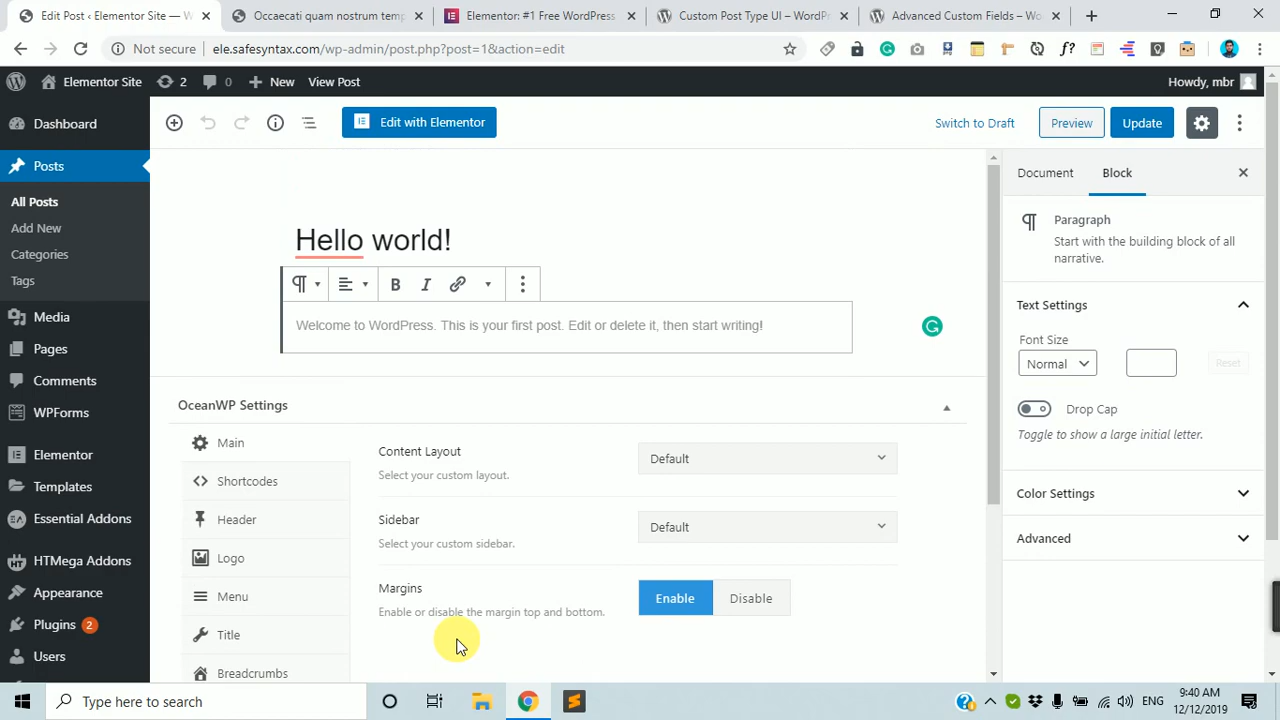 Elementor Site — W
Occaecati quam nostrum temp
Elementor: #1 Free WordPress
Custom Post Type UI – WordPr
Advanced Custom Fields – Wo
Not secure ele.safesyntax.com/wp-admin/post.php?post=1&action=edit
Elementor Site 2 0 New View Post Howdy, mbr
Dashboard
Posts
All Posts
Add New
Categories
Tags
Media
Pages
Comments
WPForms
Elementor
Templates
Essential Addons
HTMega Addons
Appearance
Plugins 2
Users
Edit with Elementor Switch to Draft Preview Update
Hello world!
Welcome to WordPress. This is your first post. Edit or delete it, then start writing!
OceanWP Settings
Main
Shortcodes
Header
Logo
Menu
Title
Breadcrumbs
Content Layout
Select your custom layout.
Default
Sidebar
Select your custom sidebar.
Default
Margins
Enable or disable the margin top and bottom.
Enable Disable
Document Block
Paragraph
Start with the building block of all
narrative.
Text Settings
Font Size
Normal Reset
Drop Cap
Toggle to show a large initial letter.
Color Settings
Advanced
Type here to search
ENG
9:40 AM
12/12/2019